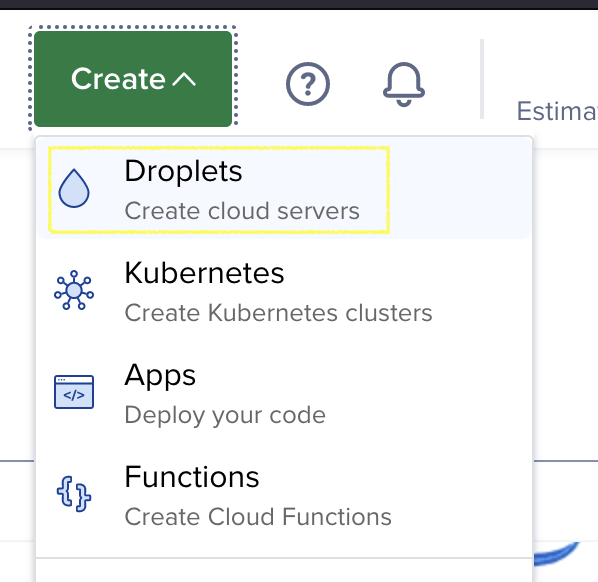 Create
Estima
Droplets
Create cloud servers
Kubernetes
Create Kubernetes clusters
</>
Apps
Deploy your code
Functions
Create Cloud Functions